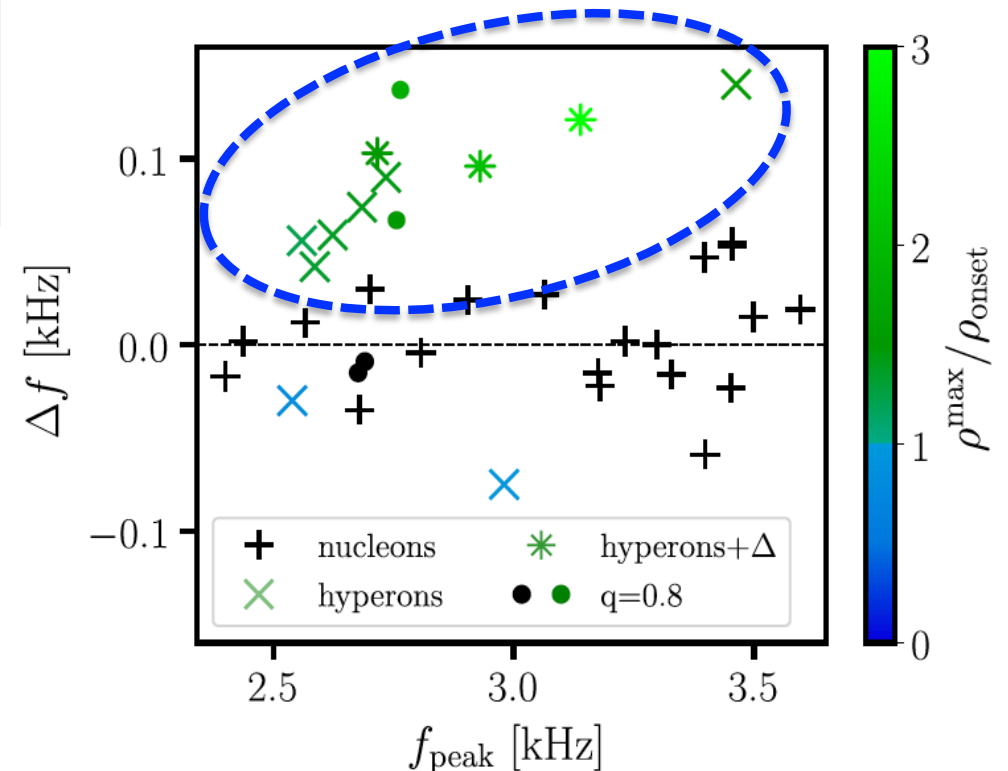 0.1
0.0
−0.1
Δf [kHz]
nucleons
hyperons+Δ
hyperons
q=0.8
2.5
3.0
3.5
f_peak [kHz]
3
2
1
0
ρ^max/ρ_onset